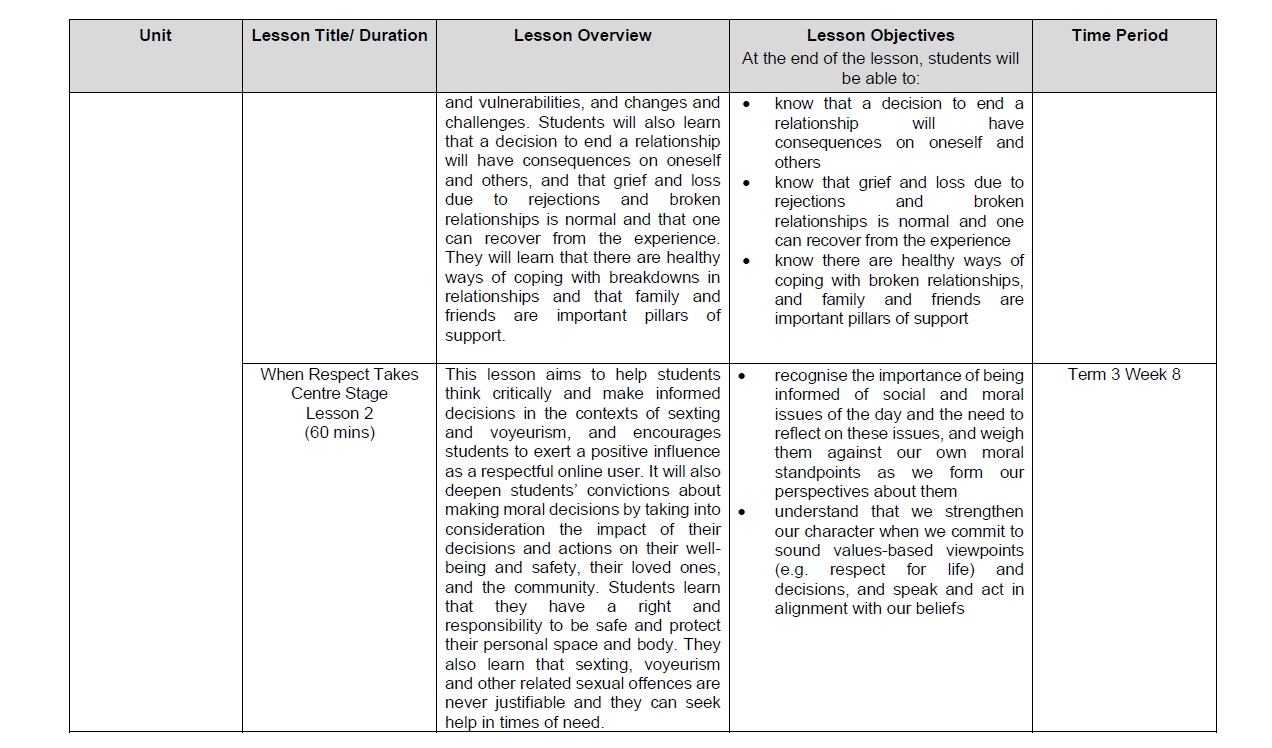 Unit
Lesson Title/ Duration
Lesson Overview
Lesson Objectives
At the end of the lesson, students will
be able to:
Time Period
and vulnerabilities, and changes and
challenges. Students will also learn
that a decision to end a relationship
will have consequences on oneself
and others, and that grief and loss
due to rejections and broken
relationships is normal and that one
can recover from the experience.
They will learn that there are healthy
ways of coping with breakdowns in
relationships and that family and
friends are important pillars of
support.
• know that a decision to end a
relationship will have
consequences on oneself and
others
• know that grief and loss due to
rejections and broken
relationships is normal and one
can recover from the experience
• know there are healthy ways of
coping with broken relationships,
and family and friends are
important pillars of support
When Respect Takes
Centre Stage
Lesson 2
(60 mins)
This lesson aims to help students
think critically and make informed
decisions in the contexts of sexting
and voyeurism, and encourages
students to exert a positive influence
as a respectful online user. It will also
deepen students’ convictions about
making moral decisions by taking into
consideration the impact of their
decisions and actions on their well-
being and safety, their loved ones,
and the community. Students learn
that they have a right and
responsibility to be safe and protect
their personal space and body. They
also learn that sexting, voyeurism
and other related sexual offences are
never justifiable and they can seek
help in times of need.
• recognise the importance of being
informed of social and moral
issues of the day and the need to
reflect on these issues, and weigh
them against our own moral
standpoints as we form our
perspectives about them
• understand that we strengthen
our character when we commit to
sound values-based viewpoints
(e.g. respect for life) and
decisions, and speak and act in
alignment with our beliefs
Term 3 Week 8